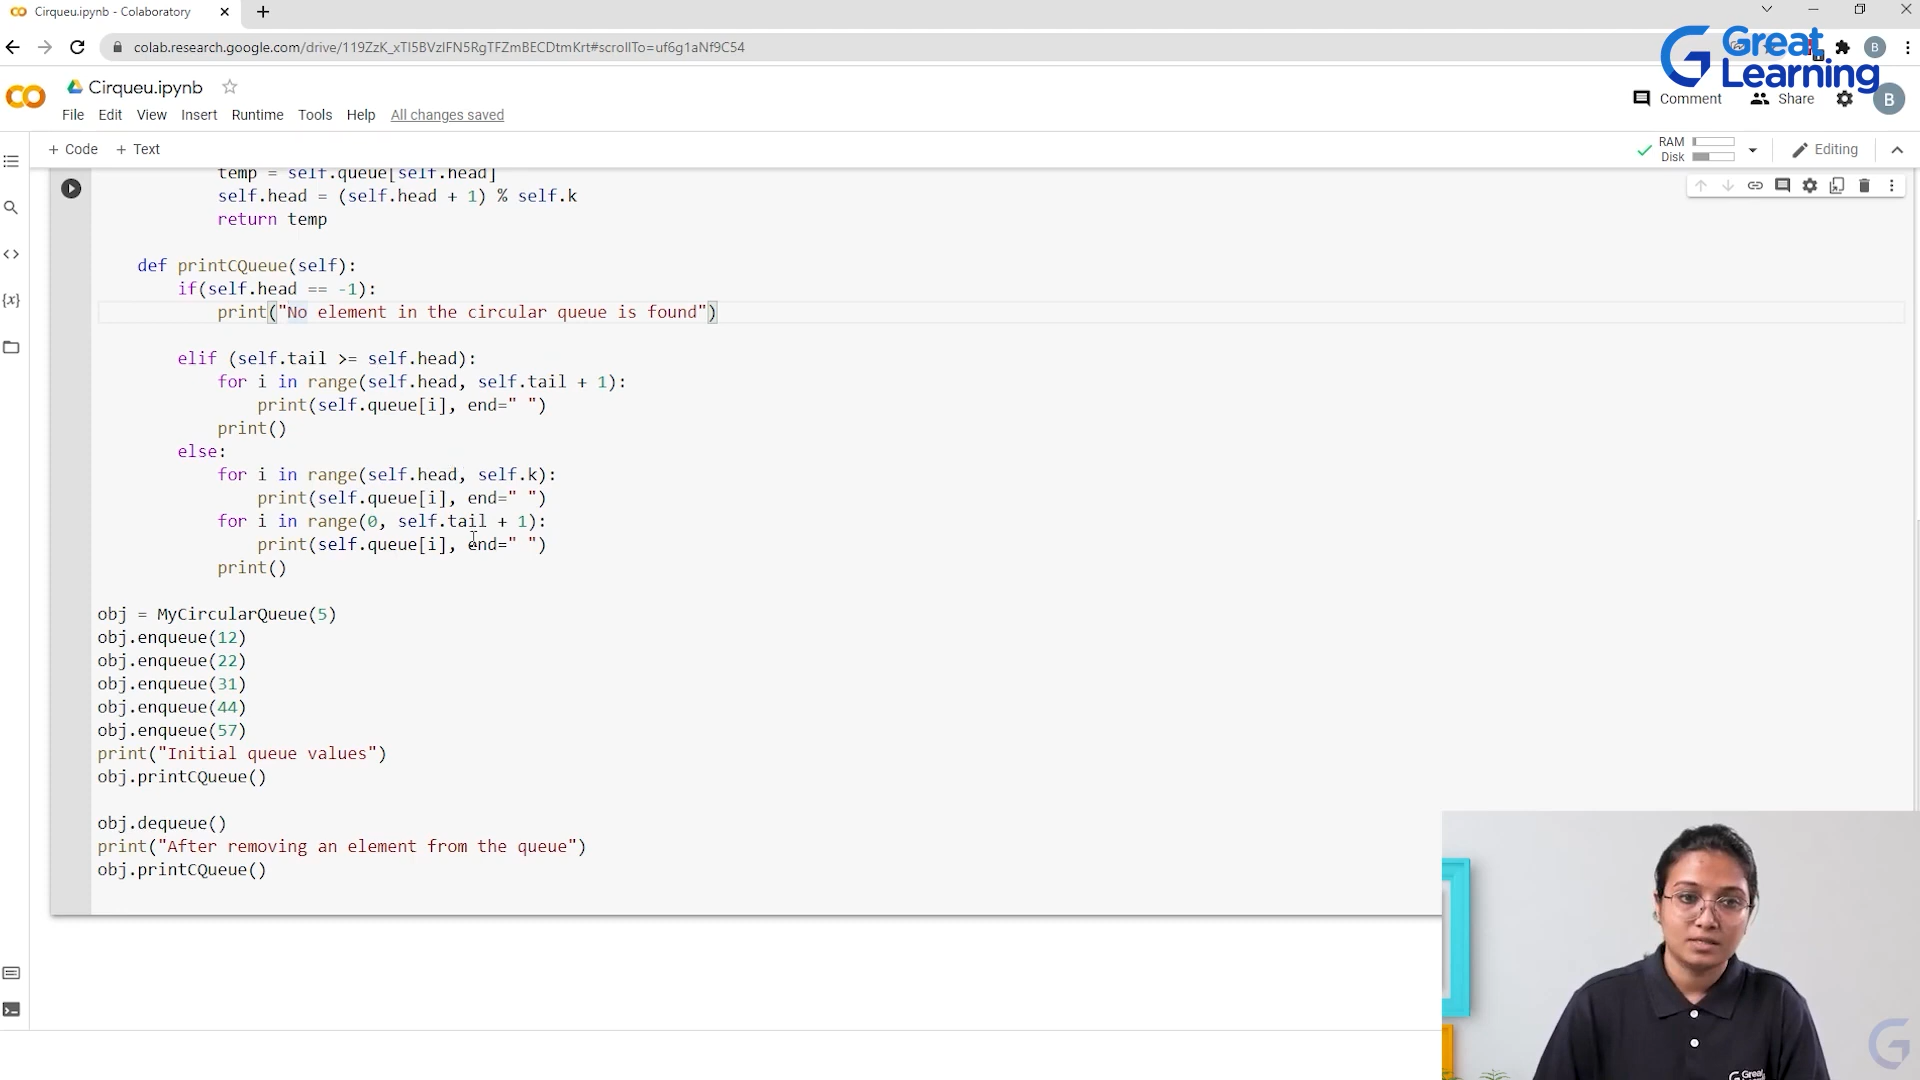 Cirqueu.ipynb - Colaboratory
colab.research.google.com/drive/119ZzK_xTI5BVzIFN5RgTFZmBECDtmKrt#scrollTo=uf6g1aNf9C54
B
Great
Learning
Cirqueu.ipynb
Comment
Share
B
File Edit View Insert Runtime Tools Help All changes saved
+ Code + Text
RAM
Disk
Editing
temp = self.queue[self.head]
self.head = (self.head + 1) % self.k
return temp
def printCQueue(self):
if(self.head == -1):
print("No element in the circular queue is found")
elif (self.tail >= self.head):
for i in range(self.head, self.tail + 1):
print(self.queue[i], end=" ")
print()
else:
for i in range(self.head, self.k):
print(self.queue[i], end=" ")
for i in range(0, self.tail + 1):
print(self.queue[i], end=" ")
print()
obj = MyCircularQueue(5)
obj.enqueue(12)
obj.enqueue(22)
obj.enqueue(31)
obj.enqueue(44)
obj.enqueue(57)
print("Initial queue values")
obj.printCQueue()
obj.dequeue()
print("After removing an element from the queue")
obj.printCQueue()